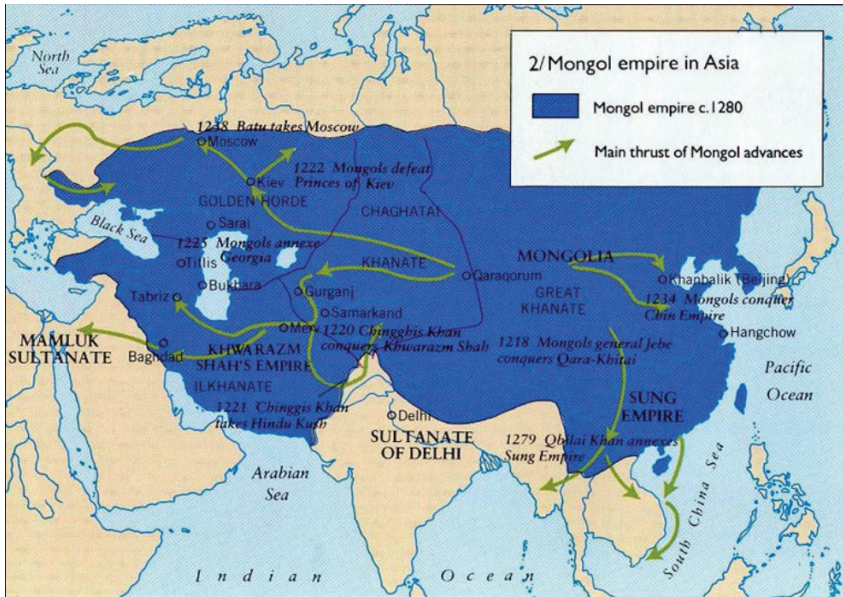 North
Sea
2/Mongol empire in Asia
Mongol empire c.1280
Main thrust of Mongol advances
1238 Batu takes Moscow
Moscow
1222 Mongols defeat
Princes of Kiev
Kiev
GOLDEN HORDE
CHAGHATAI
Black Sea
Sarai
1225 Mongols annexe
Georgia
MONGOLIA
Titlis
KHANATE
Qaraqorum
Khanbalik (Beijing)
Bukhara
Tabriz
Gurganj
GREAT
KHANATE
1234 Mongols conquer
Chin Empire
Samarkand
Merv
1220 Chingghis Khan
conquers Khwarazm Shah
1218 Mongols general Jebe
conquers Qara-Khitai
Hangchow
MAMLUK
SULTANATE
Baghdad
KHWARAZM
SHAH'S EMPIRE
ILKHANATE
Pacific
Ocean
1221 Chinggis Khan
takes Hindu Kush
SUNG
EMPIRE
Delhi
SULTANATE
OF DELHI
1279 Qbilai Khan annexes
Sung Empire
Arabian
Sea
South China Sea
Indian Ocean